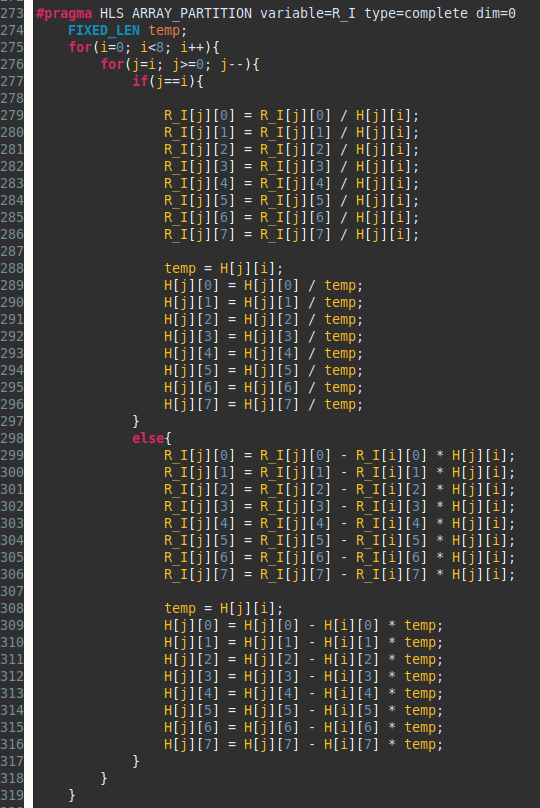 273 #pragma HLS ARRAY_PARTITION variable=R_I type=complete dim=0
274     FIXED_LEN temp;
275     for(i=0; i<8; i++){
276         for(j=i; j>=0; j--){
277             if(j==i){
278
279                 R_I[j][0] = R_I[j][0] / H[j][i];
280                 R_I[j][1] = R_I[j][1] / H[j][i];
281                 R_I[j][2] = R_I[j][2] / H[j][i];
282                 R_I[j][3] = R_I[j][3] / H[j][i];
283                 R_I[j][4] = R_I[j][4] / H[j][i];
284                 R_I[j][5] = R_I[j][5] / H[j][i];
285                 R_I[j][6] = R_I[j][6] / H[j][i];
286                 R_I[j][7] = R_I[j][7] / H[j][i];
287
288                 temp = H[j][i];
289                 H[j][0] = H[j][0] / temp;
290                 H[j][1] = H[j][1] / temp;
291                 H[j][2] = H[j][2] / temp;
292                 H[j][3] = H[j][3] / temp;
293                 H[j][4] = H[j][4] / temp;
294                 H[j][5] = H[j][5] / temp;
295                 H[j][6] = H[j][6] / temp;
296                 H[j][7] = H[j][7] / temp;
297             }
298             else{
299                 R_I[j][0] = R_I[j][0] - R_I[i][0] * H[j][i];
300                 R_I[j][1] = R_I[j][1] - R_I[i][1] * H[j][i];
301                 R_I[j][2] = R_I[j][2] - R_I[i][2] * H[j][i];
302                 R_I[j][3] = R_I[j][3] - R_I[i][3] * H[j][i];
303                 R_I[j][4] = R_I[j][4] - R_I[i][4] * H[j][i];
304                 R_I[j][5] = R_I[j][5] - R_I[i][5] * H[j][i];
305                 R_I[j][6] = R_I[j][6] - R_I[i][6] * H[j][i];
306                 R_I[j][7] = R_I[j][7] - R_I[i][7] * H[j][i];
307
308                 temp = H[j][i];
309                 H[j][0] = H[j][0] - H[i][0] * temp;
310                 H[j][1] = H[j][1] - H[i][1] * temp;
311                 H[j][2] = H[j][2] - H[i][2] * temp;
312                 H[j][3] = H[j][3] - H[i][3] * temp;
313                 H[j][4] = H[j][4] - H[i][4] * temp;
314                 H[j][5] = H[j][5] - H[i][5] * temp;
315                 H[j][6] = H[j][6] - H[i][6] * temp;
316                 H[j][7] = H[j][7] - H[i][7] * temp;
317             }
318         }
319     }